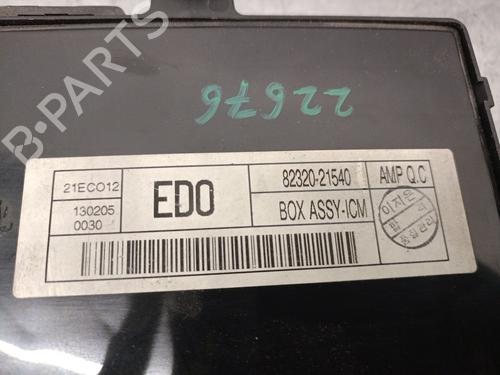 22676
21ECO12
130205
0030
EDO
82320-21540
BOX ASSY-ICM
AMP Q.C
이지은
B-PARTS